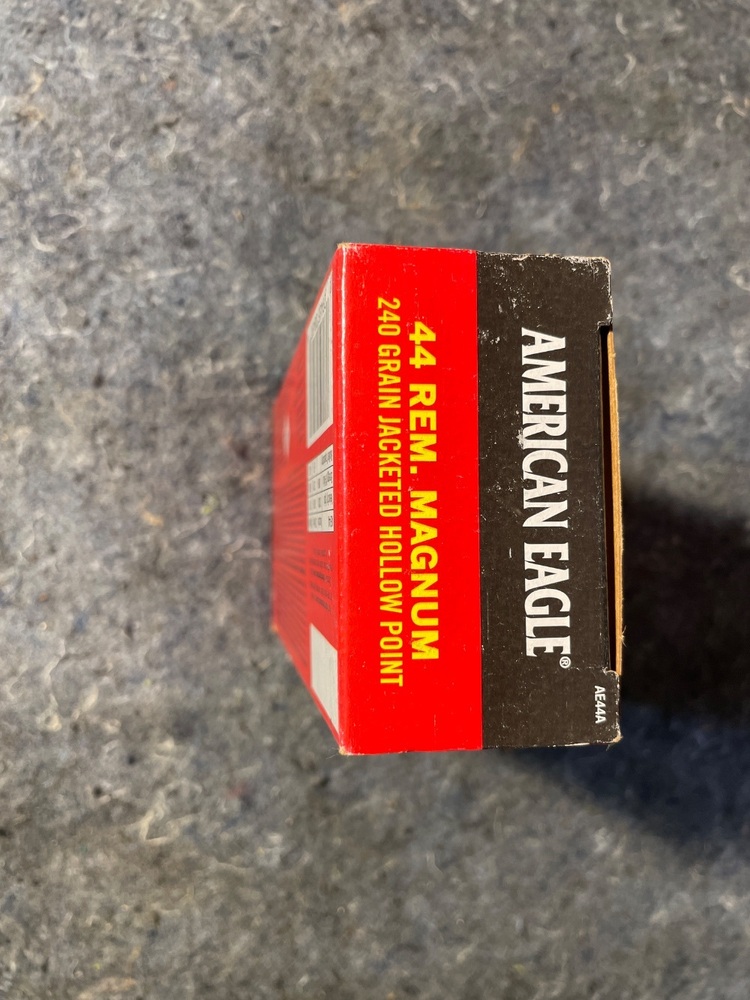 AMERICAN EAGLE®
AE44A
44 REM. MAGNUM
240 GRAIN JACKETED HOLLOW POINT